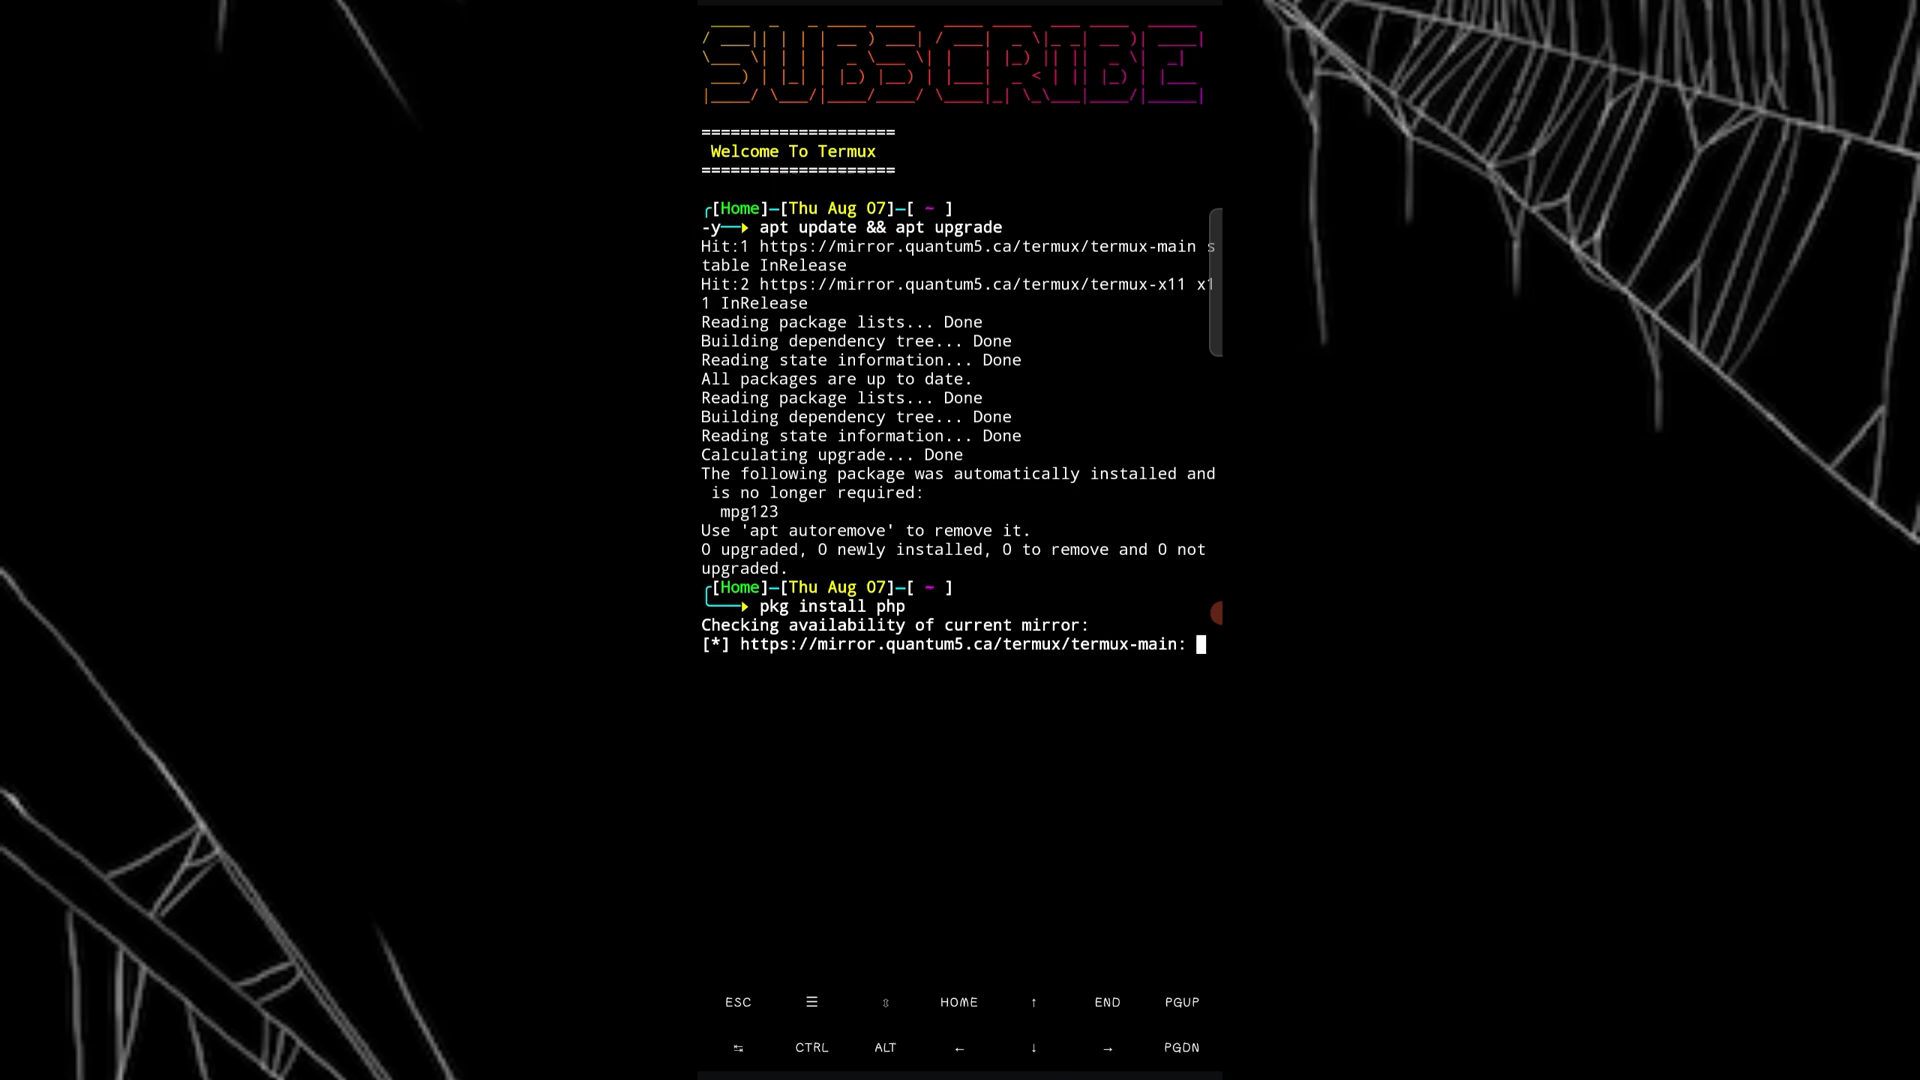 SUBSCRIBE
====================
Welcome To Termux
====================
[Home]—[Thu Aug 07]—[ ~ ]
-y——▸ apt update && apt upgrade
Hit:1 https://mirror.quantum5.ca/termux/termux-main s
table InRelease
Hit:2 https://mirror.quantum5.ca/termux/termux-x11 x1
1 InRelease
Reading package lists... Done
Building dependency tree... Done
Reading state information... Done
All packages are up to date.
Reading package lists... Done
Building dependency tree... Done
Reading state information... Done
Calculating upgrade... Done
The following package was automatically installed and
is no longer required:
mpg123
Use 'apt autoremove' to remove it.
0 upgraded, 0 newly installed, 0 to remove and 0 not
upgraded.
[Home]—[Thu Aug 07]—[ ~ ]
pkg install php
Checking availability of current mirror:
[*] https://mirror.quantum5.ca/termux/termux-main:
ESC ☰ ⇳ HOME ↑ END PGUP
⇆ CTRL ALT ← ↓ → PGDN